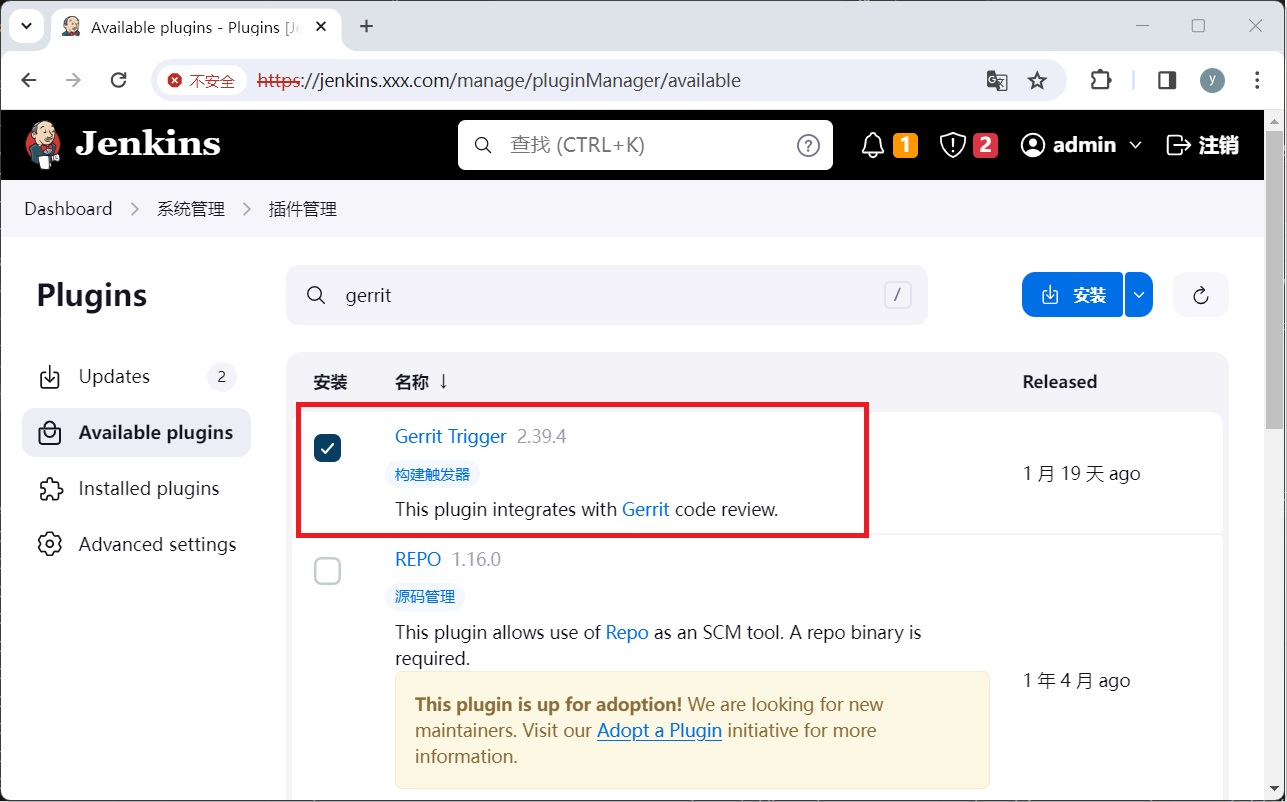 Available plugins - Plugins [Je
不安全 https://jenkins.xxx.com/manage/pluginManager/available
y
Jenkins
查找 (CTRL+K)
?
1
2
admin
注销
Dashboard
系统管理
插件管理
Plugins
gerrit
/
安装
Updates
2
Available plugins
Installed plugins
Advanced settings
安装
名称 ↓
Released
Gerrit Trigger 2.39.4
构建触发器
This plugin integrates with Gerrit code review.
1 月 19 天 ago
REPO 1.16.0
源码管理
This plugin allows use of Repo as an SCM tool. A repo binary is
required.
This plugin is up for adoption! We are looking for new
maintainers. Visit our Adopt a Plugin initiative for more
information.
1 年 4 月 ago